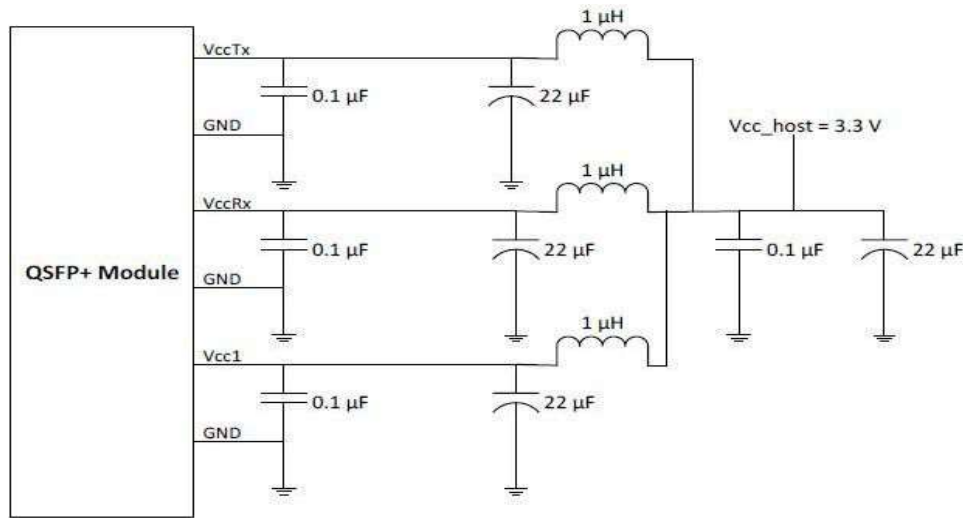 1 µH
VccTx
0.1 µF
22 µF
GND
Vcc_host = 3.3 V
1 µH
VccRx
0.1 µF
22 µF
0.1 µF
22 µF
QSFP+ Module
GND
1 µH
Vcc1
0.1 µF
22 µF
GND